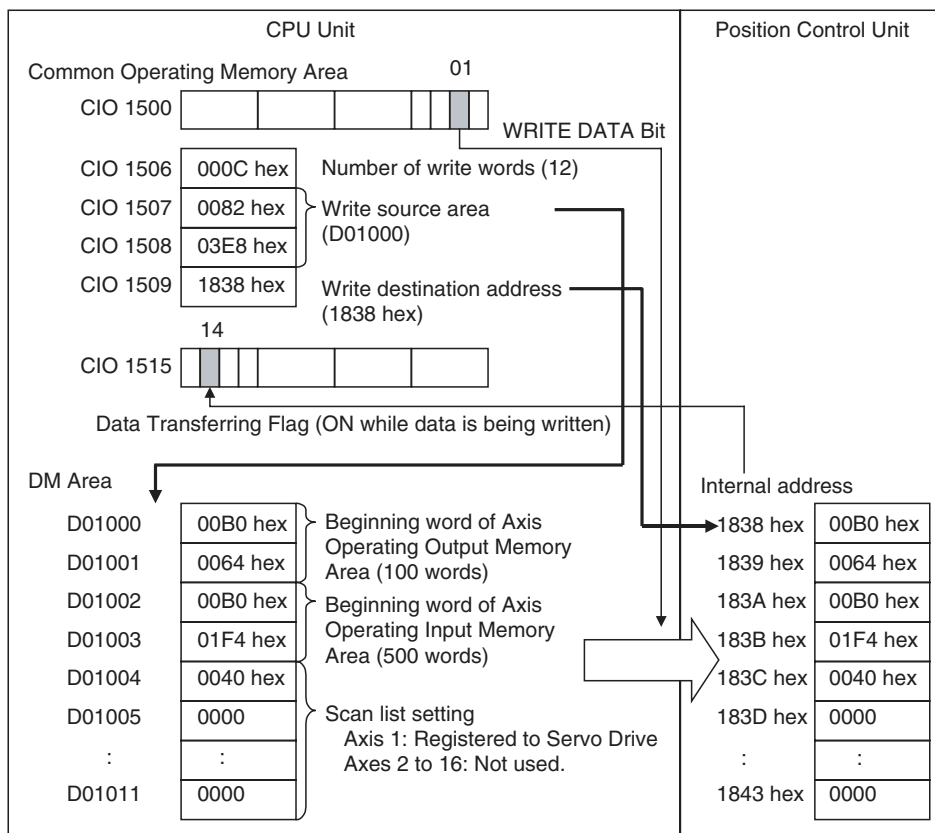 CPU Unit
Position Control Unit
Common Operating Memory Area
01
CIO 1500
WRITE DATA Bit
CIO 1506 000C hex Number of write words (12)
CIO 1507 0082 hex Write source area
(D01000)
CIO 1508 03E8 hex
CIO 1509 1838 hex Write destination address
(1838 hex)
14
CIO 1515
Data Transferring Flag (ON while data is being written)
DM Area
Internal address
D01000 00B0 hex Beginning word of Axis 1838 hex 00B0 hex
Operating Output Memory
D01001 0064 hex Area (100 words) 1839 hex 0064 hex
D01002 00B0 hex Beginning word of Axis 183A hex 00B0 hex
Operating Input Memory
D01003 01F4 hex Area (500 words) 183B hex 01F4 hex
D01004 0040 hex 183C hex 0040 hex
D01005 0000 Scan list setting 183D hex 0000
Axis 1: Registered to Servo Drive
: : Axes 2 to 16: Not used. : :
D01011 0000 1843 hex 0000